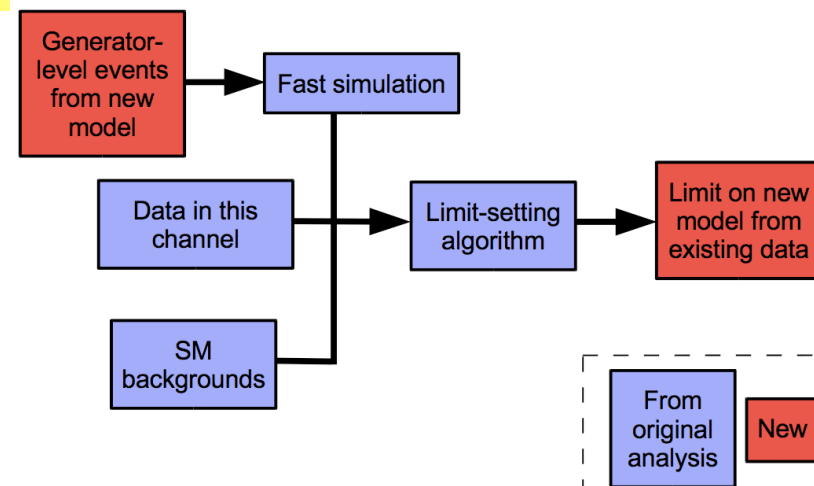 Generator-
level events
from new
model
Fast simulation
Data in this
channel
Limit-setting
algorithm
Limit on new
model from
existing data
SM
backgrounds
From
original
analysis
New